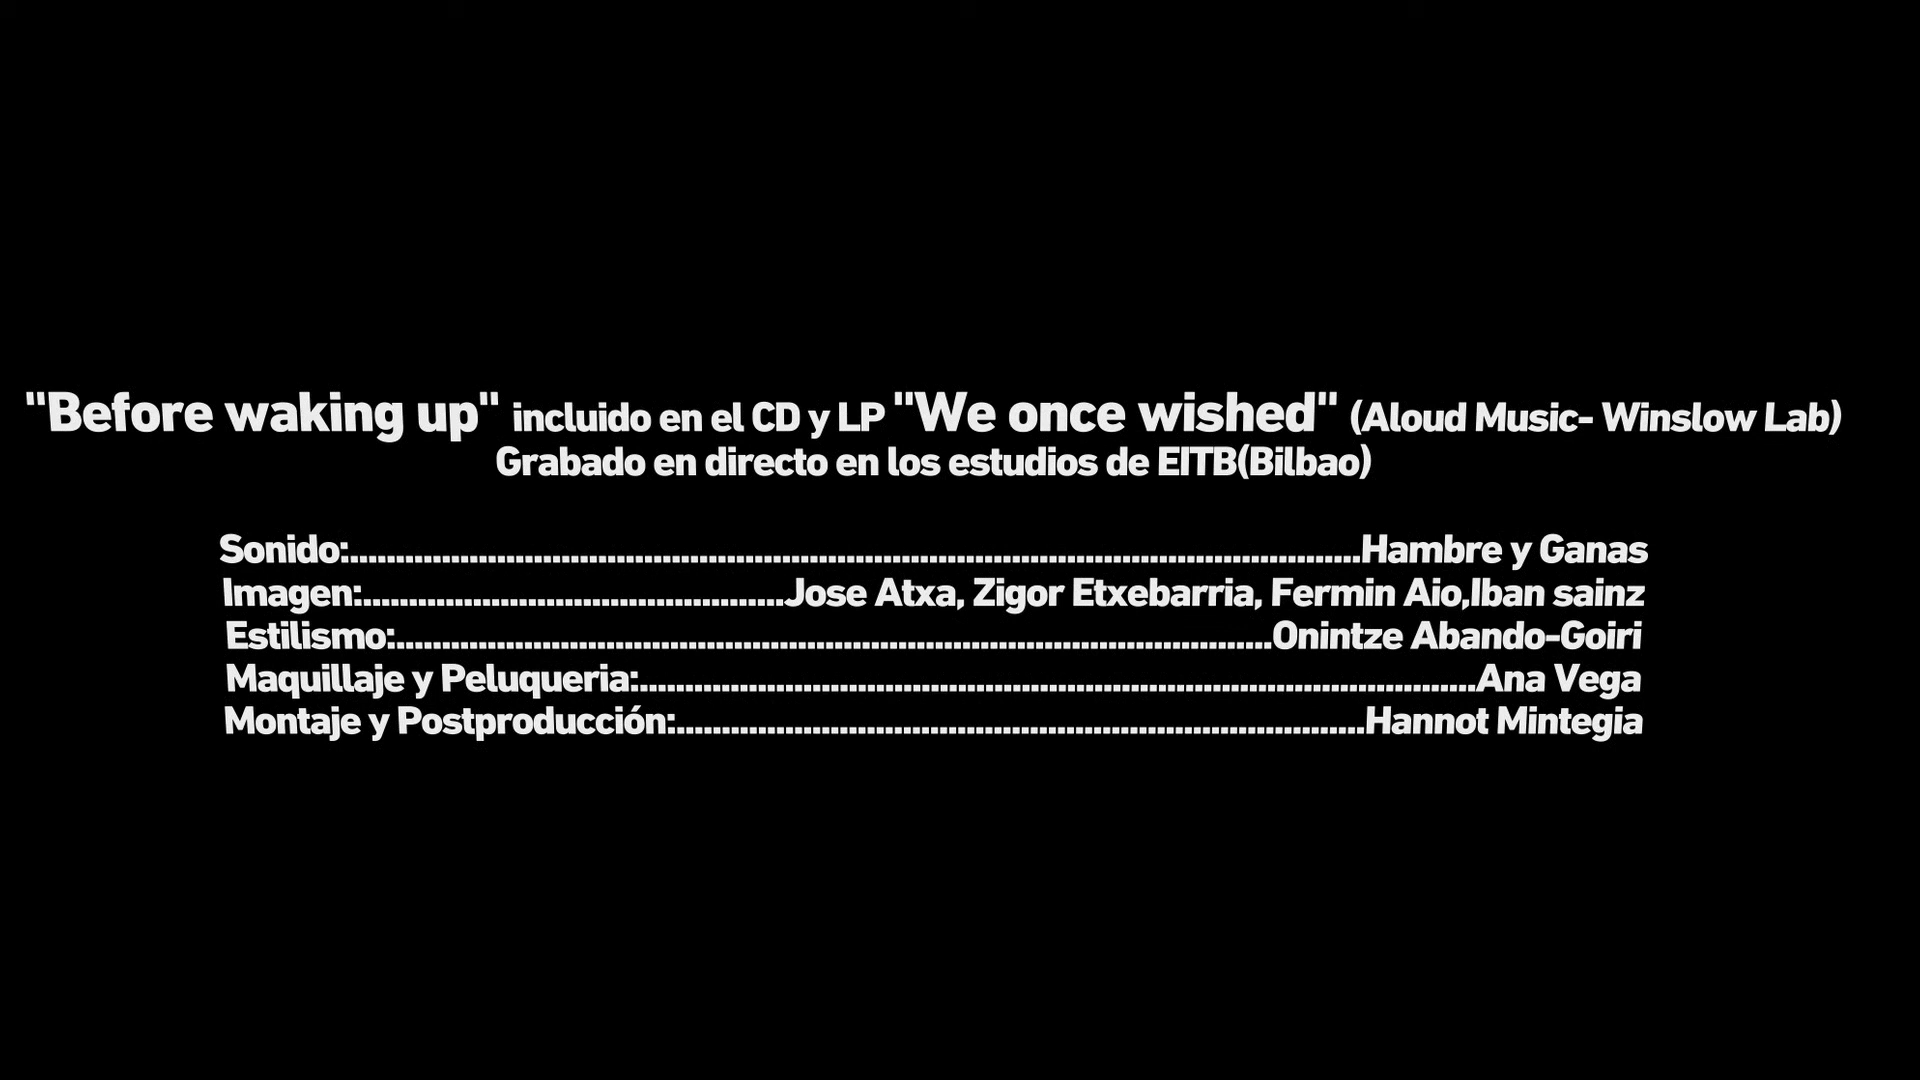 "Before waking up" incluido en el CD y LP "We once wished" (Aloud Music- Winslow Lab)
Grabado en directo en los estudios de EITB(Bilbao)
Sonido:..............................................................................................................Hambre y Ganas
Imagen:..............................................Jose Atxa, Zigor Etxebarria, Fermin Aio,Iban sainz
Estilismo:...............................................................................................Onintze Abando-Goiri
Maquillaje y Peluqueria:...........................................................................................Ana Vega
Montaje y Postproducción:...........................................................................Hannot Mintegia